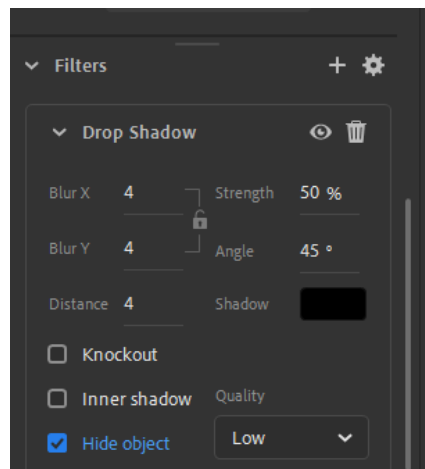 Filters
Drop Shadow
Blur X 4 Strength 50 %
Blur Y 4 Angle 45 °
Distance 4 Shadow
Knockout
Inner shadow Quality
Hide object Low